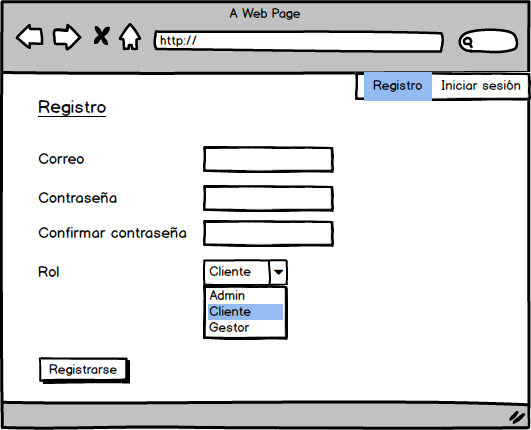 A Web Page
http://
Registro Iniciar sesión
Registro
Correo
Contraseña
Confirmar contraseña
Rol Cliente
Admin
Cliente
Gestor
Registrarse